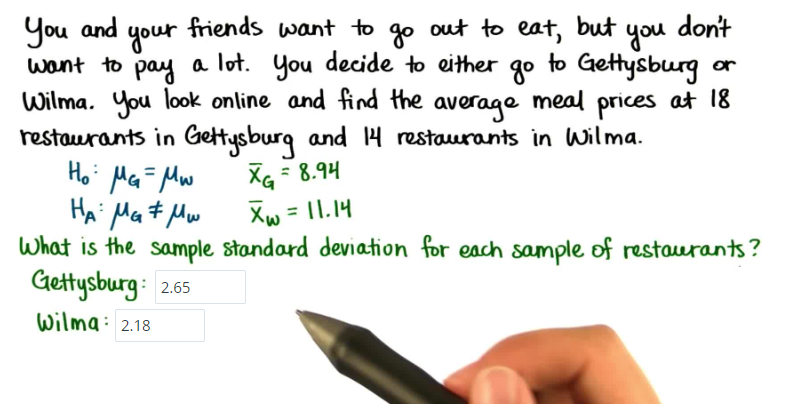 You and your friends want to go out to eat, but you don't
want to pay a lot. You decide to either go to Gettysburg or
Wilma. You look online and find the average meal prices at 18
restaurants in Gettysburg and 14 restaurants in Wilma.
H₀: μG = μW   x̄G = 8.94
HA: μG ≠ μW   x̄W = 11.14
What is the sample standard deviation for each sample of restaurants?
Gettysburg: 2.65
Wilma: 2.18